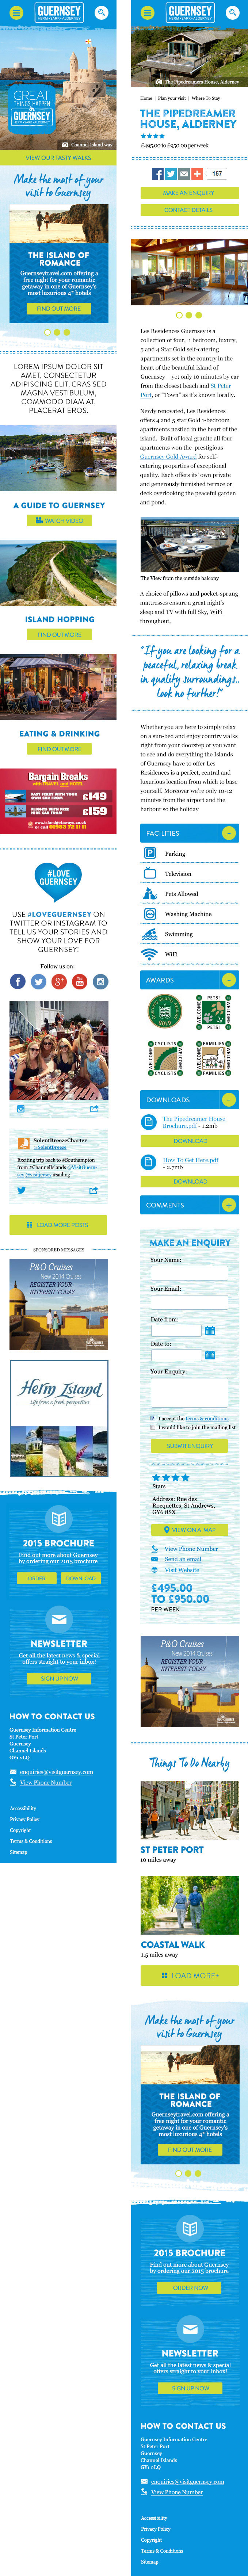 GUERNSEY
HERM | SARK | ALDERNEY
GREAT
THINGS HAPPEN
IN
GUERNSEY
HERM | SARK | ALDERNEY
Channel Island way
VIEW OUR TASTY WALKS
Make the most of your
visit to Guernsey
THE ISLAND OF
ROMANCE
Guernseytravel.com offering a
free night for your romantic
getaway in one of Guernsey's
most luxurious 4* hotels
FIND OUT MORE
LOREM IPSUM DOLOR SIT
AMET, CONSECTETUR
ADIPISCING ELIT. CRAS SED
MAGNA VESTIBULUM,
COMMODO DIAM AT,
PLACERAT EROS.
A GUIDE TO GUERNSEY
WATCH VIDEO
ISLAND HOPPING
FIND OUT MORE
EATING & DRINKING
FIND OUT MORE
Bargain Breaks
with TRAVEL and HOTEL
FAST FERRY WITH YOUR
OWN CAR FROM
£149
FLIGHTS WITH FREE
HIRE CAR FROM
£159
#LOVE
GUERNSEY
USE #LOVEGUERNSEY ON
TWITTER OR INSTAGRAM TO
TELL US YOUR STORIES AND
SHOW YOUR LOVE FOR
GUERNSEY!
Follow us on:
SolentBreezeCharter
@SolentBreeze
Exciting trip back to #Southampton
from #ChannelIslands @VisitGuern-
sey @visitjersey #sailing
LOAD MORE POSTS
SPONSORED MESSAGES
P&O Cruises
New 2014 Cruises
REGISTER YOUR
INTEREST TODAY
Herm Island
Life from a fresh perspective
2015 BROCHURE
Find out more about Guernsey
by ordering our 2015 brochure
ORDER
DOWNLOAD
NEWSLETTER
Get all the latest news & special
offers straight to your inbox!
SIGN UP NOW
HOW TO CONTACT US
Guernsey Information Centre
St Peter Port
Guernsey
Channel Islands
GY1 1LQ
enquiries@visitguernsey.com
View Phone Number
Accessibility
Privacy Policy
Copyright
Terms & Conditions
Sitemap
GUERNSEY
HERM | SARK | ALDERNEY
The Pipedreamers House, Alderney
Home | Plan your visit | Where To Stay
THE PIPEDREAMER
HOUSE, ALDERNEY
£495.00 to £950.00 per week
157
MAKE AN ENQUIRY
CONTACT DETAILS
Les Residences Guernsey is a
collection of four, 2 bedroom, luxury,
5 and 4 Star Gold self-catering
apartments set in the country in the
heart of the beautiful island of
Guernsey – yet only 10 minutes by car
from the closest beach and St Peter
Port, or "Town" as it's known locally.
Newly renovated, Les Residences
offers 4 and 5 star Gold 2-bedroom
apartments nestled in the heart of the
island. Built of local granite all four
apartments have the prestigious
Guernsey Gold Award for self-
catering properties of exceptional
quality. Each offers its' own private
and generously furnished terrace or
deck overlooking the peaceful garden
and pond.
The View from the outside balcony
A choice of pillows and pocket-sprung
mattresses ensure a great night's
sleep and TV with full Sky, WiFi
throughout,
"If you are looking for a
peaceful, relaxing break
in quality surroundings..
look no further!"
Whether you are here to simply relax
on a sun-bed and enjoy country walks
right from your doorstep or you want
to see and do everything the Island
of Guernsey have to offer Les
Residences is a perfect, central and
luxurious location from which to base
yourself. Moreover we're only 10-12
minutes from the airport and the
harbour so the holiday
FACILITIES
Parking
Television
Pets Allowed
Washing Machine
Swimming
WiFi
AWARDS
GOLD
PETS!
WELCOME
CYCLISTS
WELCOME
FAMILIES
WELCOME
DOWNLOADS
The Pipedreamer House
Brochure.pdf - 1.2mb
DOWNLOAD
How To Get Here.pdf
- 2.7mb
DOWNLOAD
COMMENTS
MAKE AN ENQUIRY
Your Name:
Your Email:
Date from:
Date to:
Your Enquiry:
I accept the terms & conditions
I would like to join the mailing list
SUBMIT ENQUIRY
Stars
Address: Rue des
Rocquettes, St Andrews,
GY6 8SX
VIEW ON A MAP
View Phone Number
Send an email
Visit Website
£495.00
TO £950.00
PER WEEK
P&O Cruises
New 2014 Cruises
REGISTER YOUR
INTEREST TODAY
Things To Do Nearby
ST PETER PORT
10 miles away
COASTAL WALK
1.5 miles away
LOAD MORE+
Make the most of your
visit to Guernsey
THE ISLAND OF
ROMANCE
Guernseytravel.com offering a
free night for your romantic
getaway in one of Guernsey's
most luxurious 4* hotels
FIND OUT MORE
2015 BROCHURE
Find out more about Guernsey
by ordering our 2015 brochure
ORDER NOW
NEWSLETTER
Get all the latest news & special
offers straight to your inbox!
SIGN UP NOW
HOW TO CONTACT US
Guernsey Information Centre
St Peter Port
Guernsey
Channel Islands
GY1 1LQ
enquiries@visitguernsey.com
View Phone Number
Accessibility
Privacy Policy
Copyright
Terms & Conditions
Sitemap